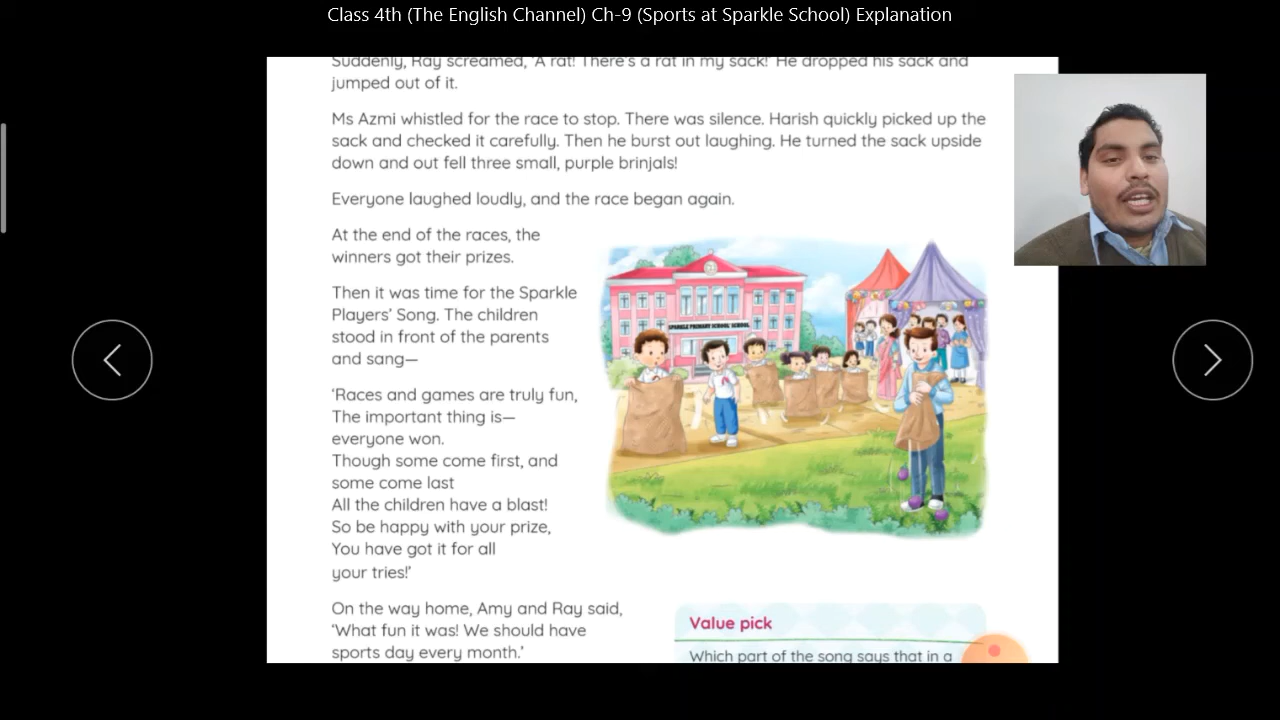 Class 4th (The English Channel) Ch-9 (Sports at Sparkle School) Explanation
Suddenly, Ray screamed, ‘A rat! There's a rat in my sack!’ He dropped his sack and
jumped out of it.
Ms Azmi whistled for the race to stop. There was silence. Harish quickly picked up the
sack and checked it carefully. Then he burst out laughing. He turned the sack upside
down and out fell three small, purple brinjals!
Everyone laughed loudly, and the race began again.
At the end of the races, the
winners got their prizes.
Then it was time for the Sparkle
Players’ Song. The children
stood in front of the parents
and sang—
‘Races and games are truly fun,
The important thing is—
everyone won.
Though some come first, and
some come last
All the children have a blast!
So be happy with your prize,
You have got it for all
your tries!’
On the way home, Amy and Ray said,
‘What fun it was! We should have
sports day every month.’
SPARKLE PRIMARY SCHOOL SCHOOL
Value pick
Which part of the song says that in a